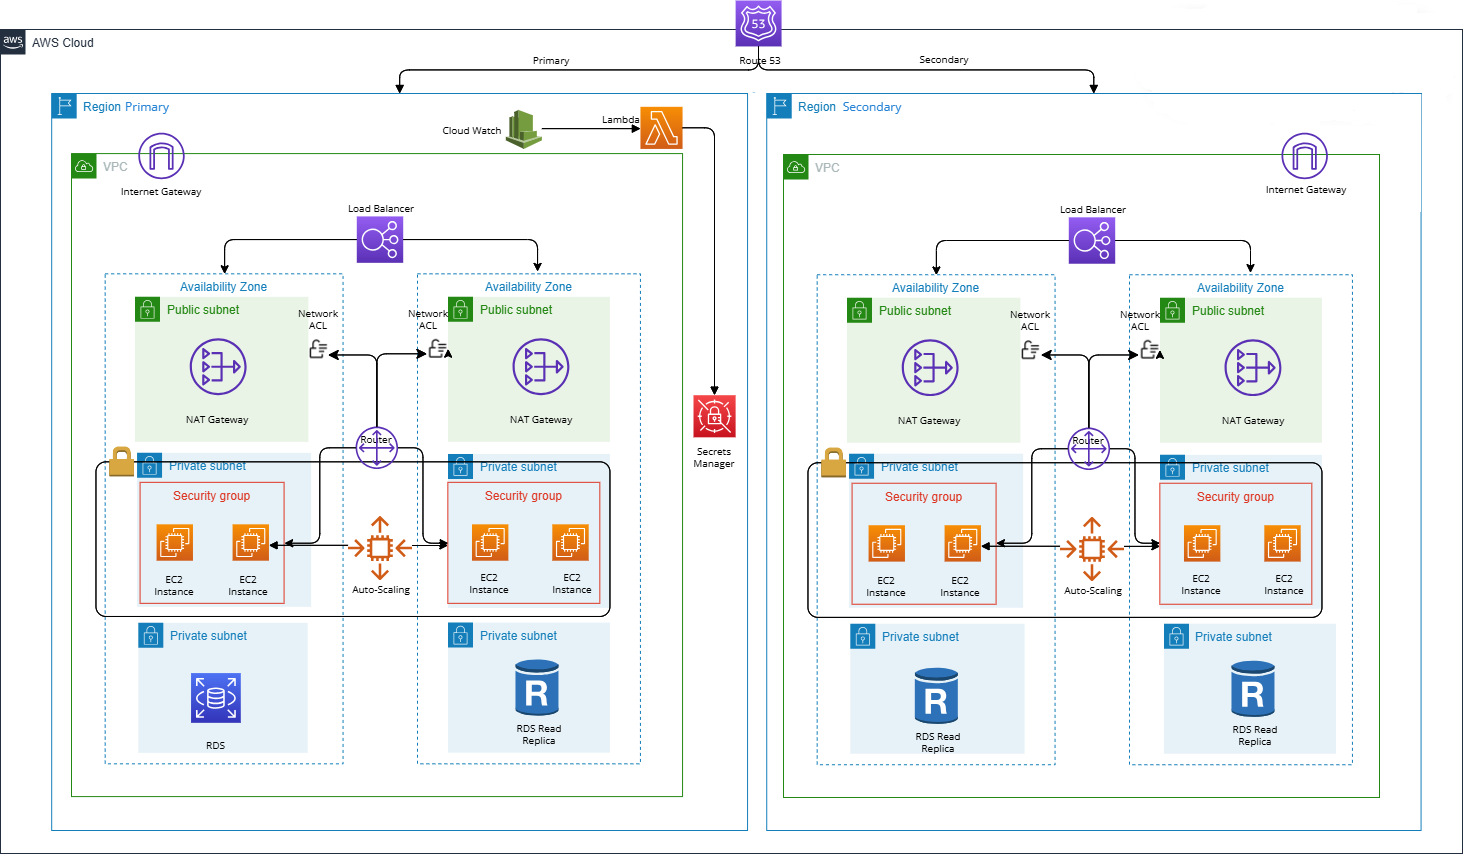 53
Route 53
aws
AWS Cloud
Primary
Secondary
Region Primary
Cloud Watch
Lambda
VPC
Internet Gateway
Load Balancer
Availability Zone
Availability Zone
Public subnet
Network
ACL
Network
ACL
Public subnet
NAT Gateway
NAT Gateway
Router
Secrets
Manager
Private subnet
Private subnet
Security group
Security group
EC2
Instance
EC2
Instance
Auto-Scaling
EC2
Instance
EC2
Instance
Private subnet
Private subnet
RDS
R
RDS Read
Replica
Region Secondary
VPC
Internet Gateway
Load Balancer
Availability Zone
Availability Zone
Public subnet
Network
ACL
Network
ACL
Public subnet
NAT Gateway
NAT Gateway
Router
Private subnet
Private subnet
Security group
Security group
EC2
Instance
EC2
Instance
Auto-Scaling
EC2
Instance
EC2
Instance
Private subnet
Private subnet
R
RDS Read
Replica
R
RDS Read
Replica